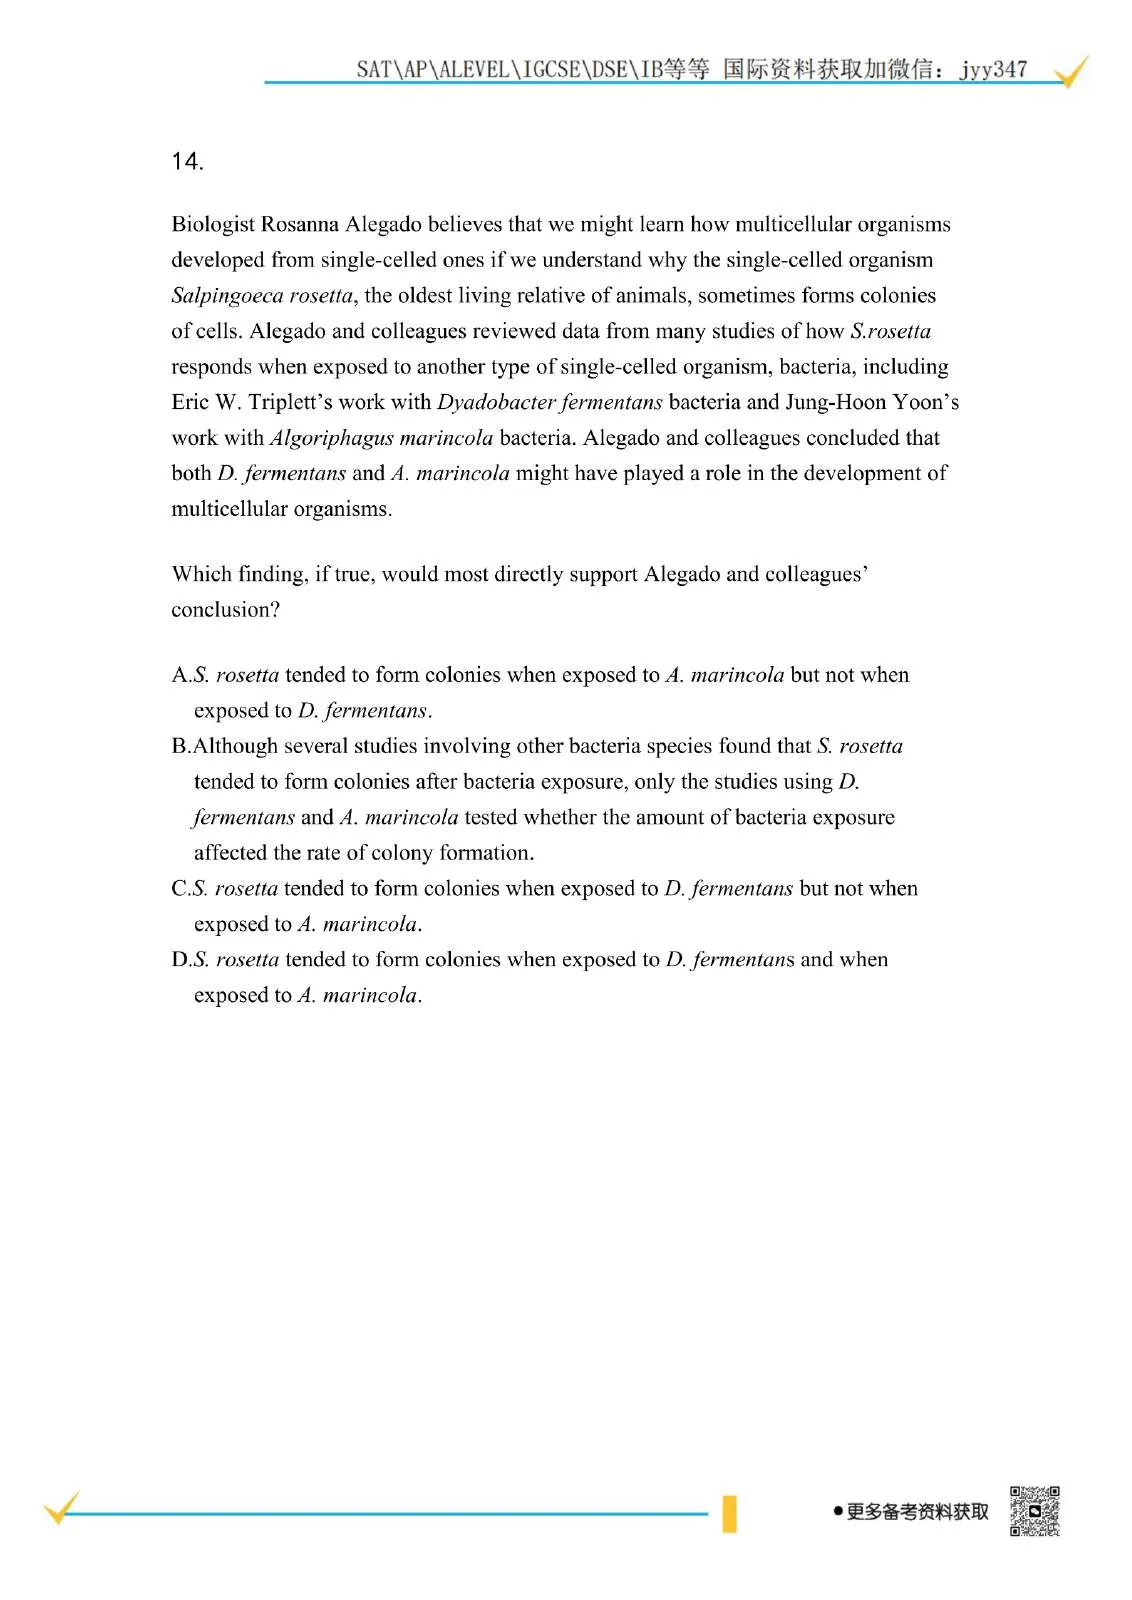 SAT\AP\ALEVEL\IGCSE\DSE\IB等等 国际资料获取加微信：jyy347
14.
Biologist Rosanna Alegado believes that we might learn how multicellular organisms
developed from single-celled ones if we understand why the single-celled organism
Salpingoeca rosetta, the oldest living relative of animals, sometimes forms colonies
of cells. Alegado and colleagues reviewed data from many studies of how S.rosetta
responds when exposed to another type of single-celled organism, bacteria, including
Eric W. Triplett’s work with Dyadobacter fermentans bacteria and Jung-Hoon Yoon’s
work with Algoriphagus marincola bacteria. Alegado and colleagues concluded that
both D. fermentans and A. marincola might have played a role in the development of
multicellular organisms.
Which finding, if true, would most directly support Alegado and colleagues’
conclusion?
A.S. rosetta tended to form colonies when exposed to A. marincola but not when
exposed to D. fermentans.
B.Although several studies involving other bacteria species found that S. rosetta
tended to form colonies after bacteria exposure, only the studies using D.
fermentans and A. marincola tested whether the amount of bacteria exposure
affected the rate of colony formation.
C.S. rosetta tended to form colonies when exposed to D. fermentans but not when
exposed to A. marincola.
D.S. rosetta tended to form colonies when exposed to D. fermentans and when
exposed to A. marincola.
●更多备考资料获取